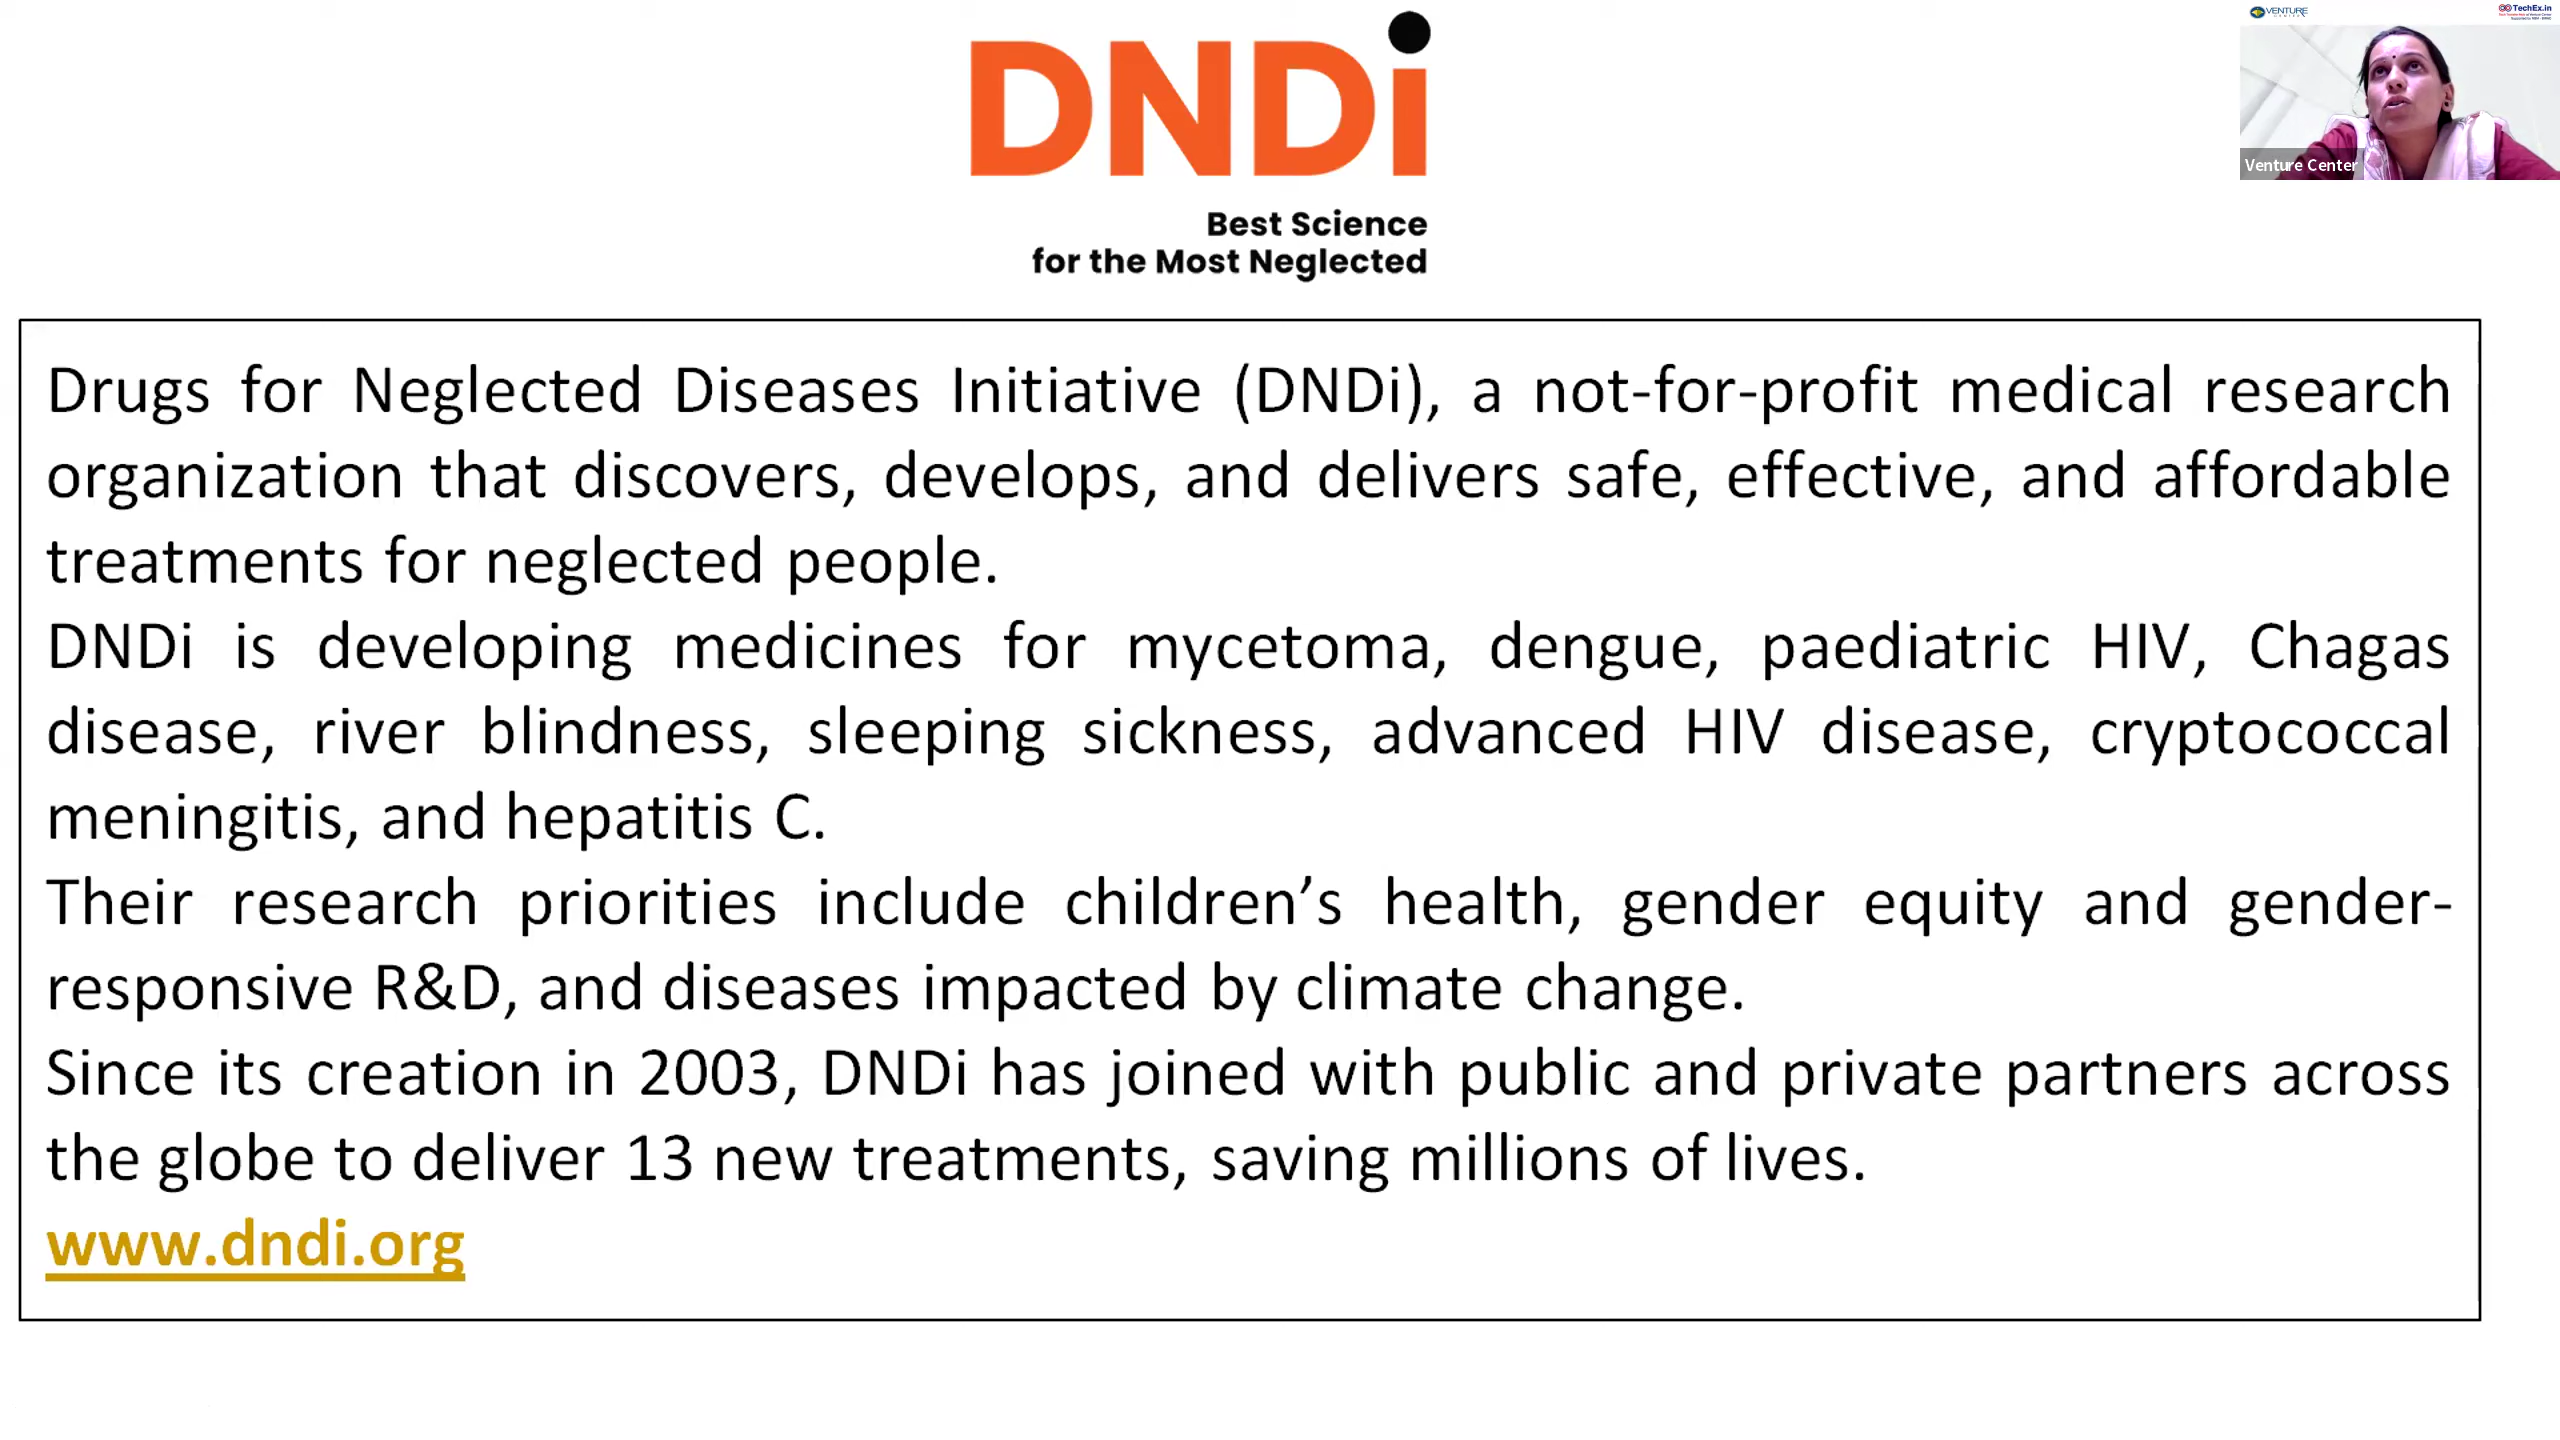 DNDi
Best Science
for the Most Neglected
VENTURE
CENTER
TechEx.in
Venture Center
Drugs for Neglected Diseases Initiative (DNDi), a not-for-profit medical research
organization that discovers, develops, and delivers safe, effective, and affordable
treatments for neglected people.
DNDi is developing medicines for mycetoma, dengue, paediatric HIV, Chagas
disease, river blindness, sleeping sickness, advanced HIV disease, cryptococcal
meningitis, and hepatitis C.
Their research priorities include children’s health, gender equity and gender-
responsive R&D, and diseases impacted by climate change.
Since its creation in 2003, DNDi has joined with public and private partners across
the globe to deliver 13 new treatments, saving millions of lives.
www.dndi.org